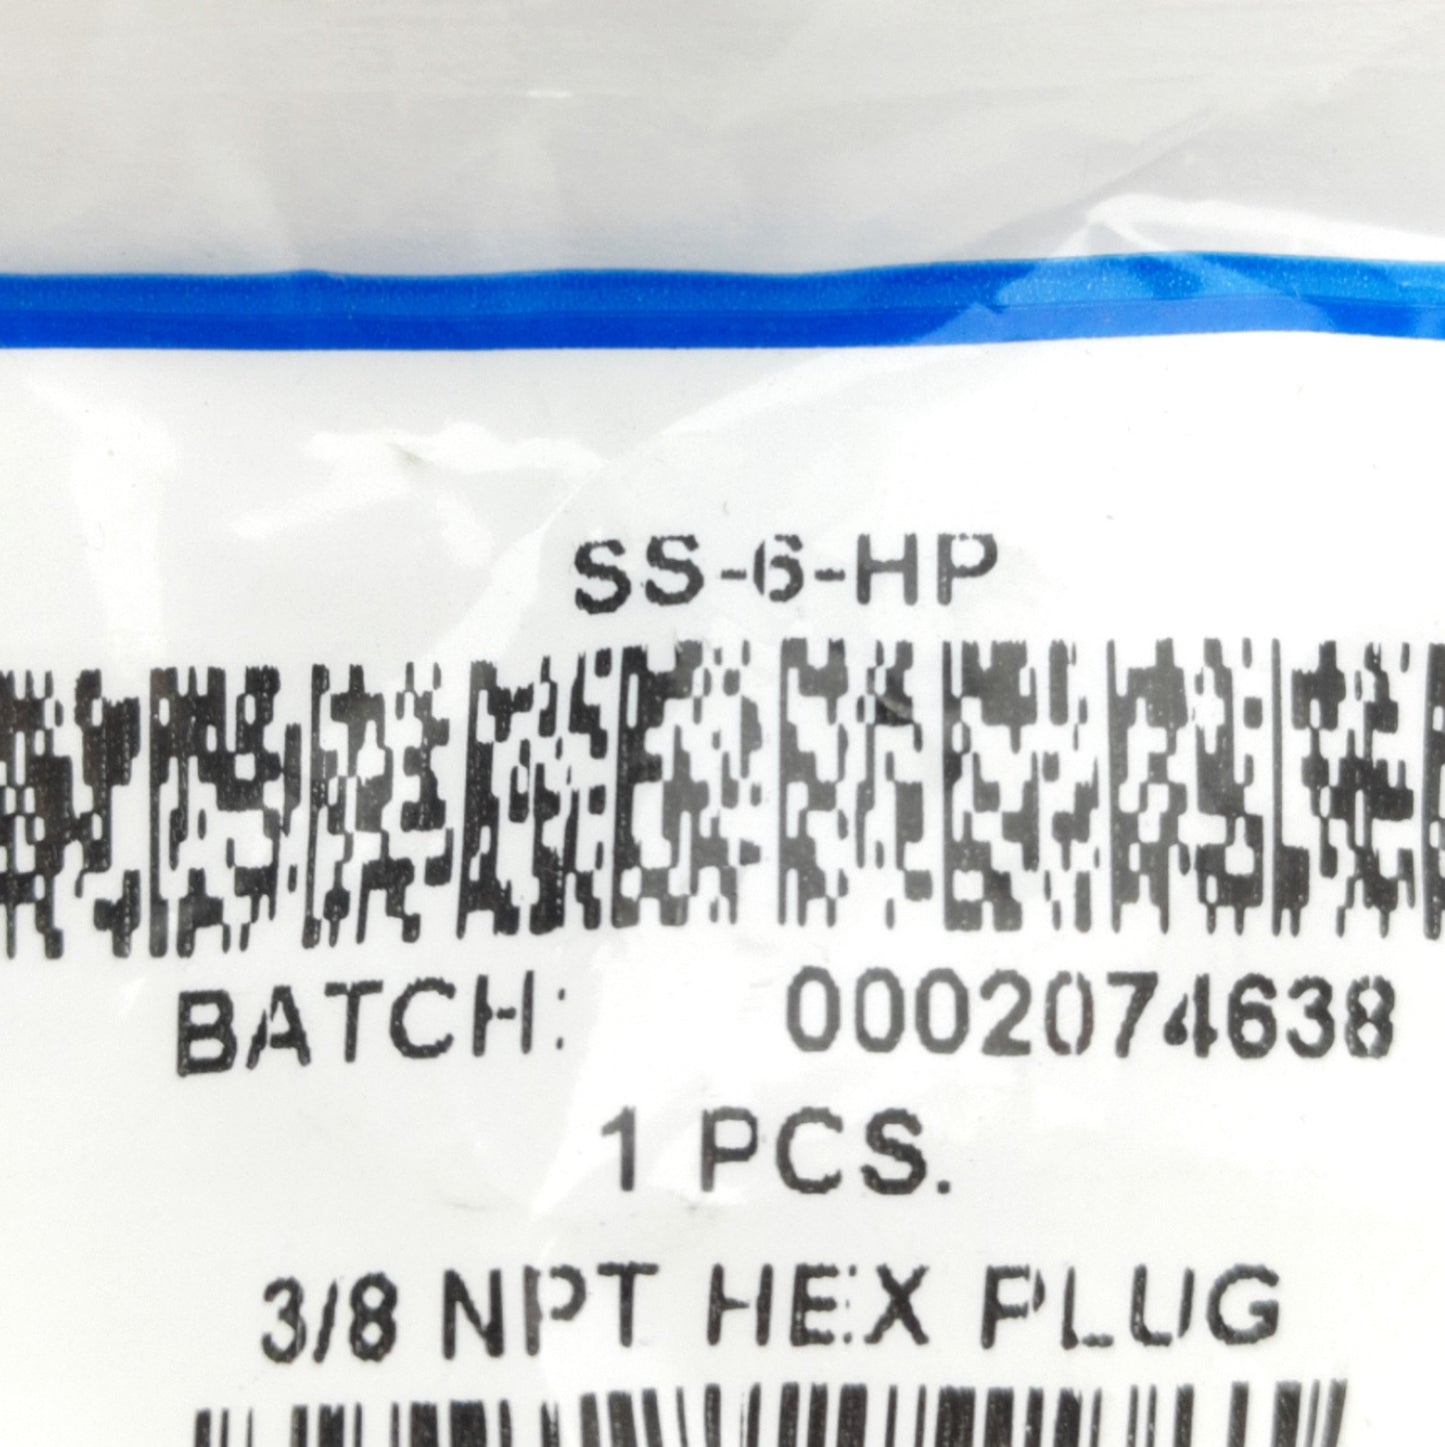 SS-6-HP
BATCH: 0002074638
1 PCS.
3/8 NPT HEX PLUG